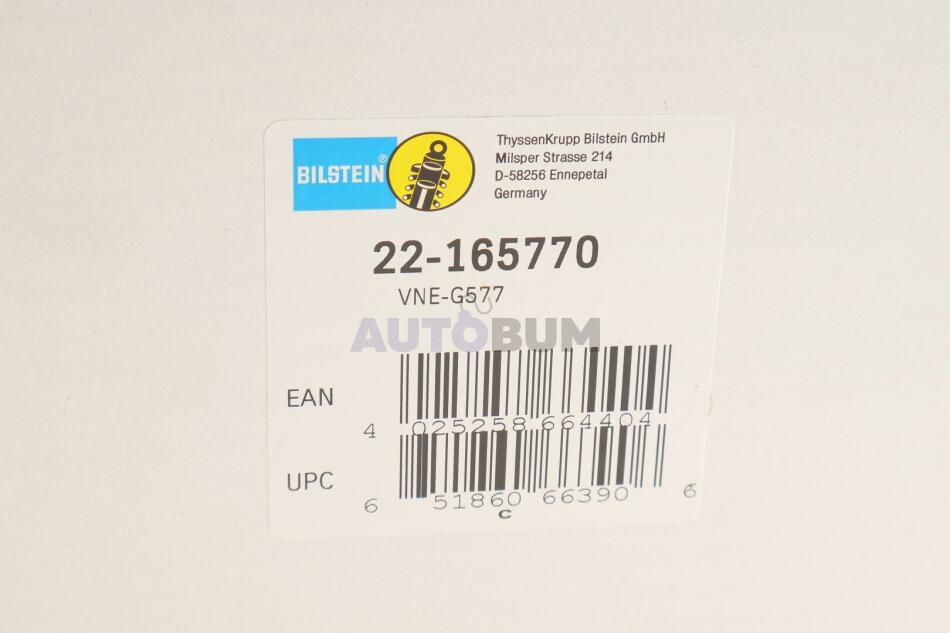 BILSTEIN®
ThyssenKrupp Bilstein GmbH
Milsper Strasse 214
D-58256 Ennepetal
Germany
22-165770
VNE-G577
AUTOBUM
EAN
4 025258 664404
UPC
6 51860 66390 6
c